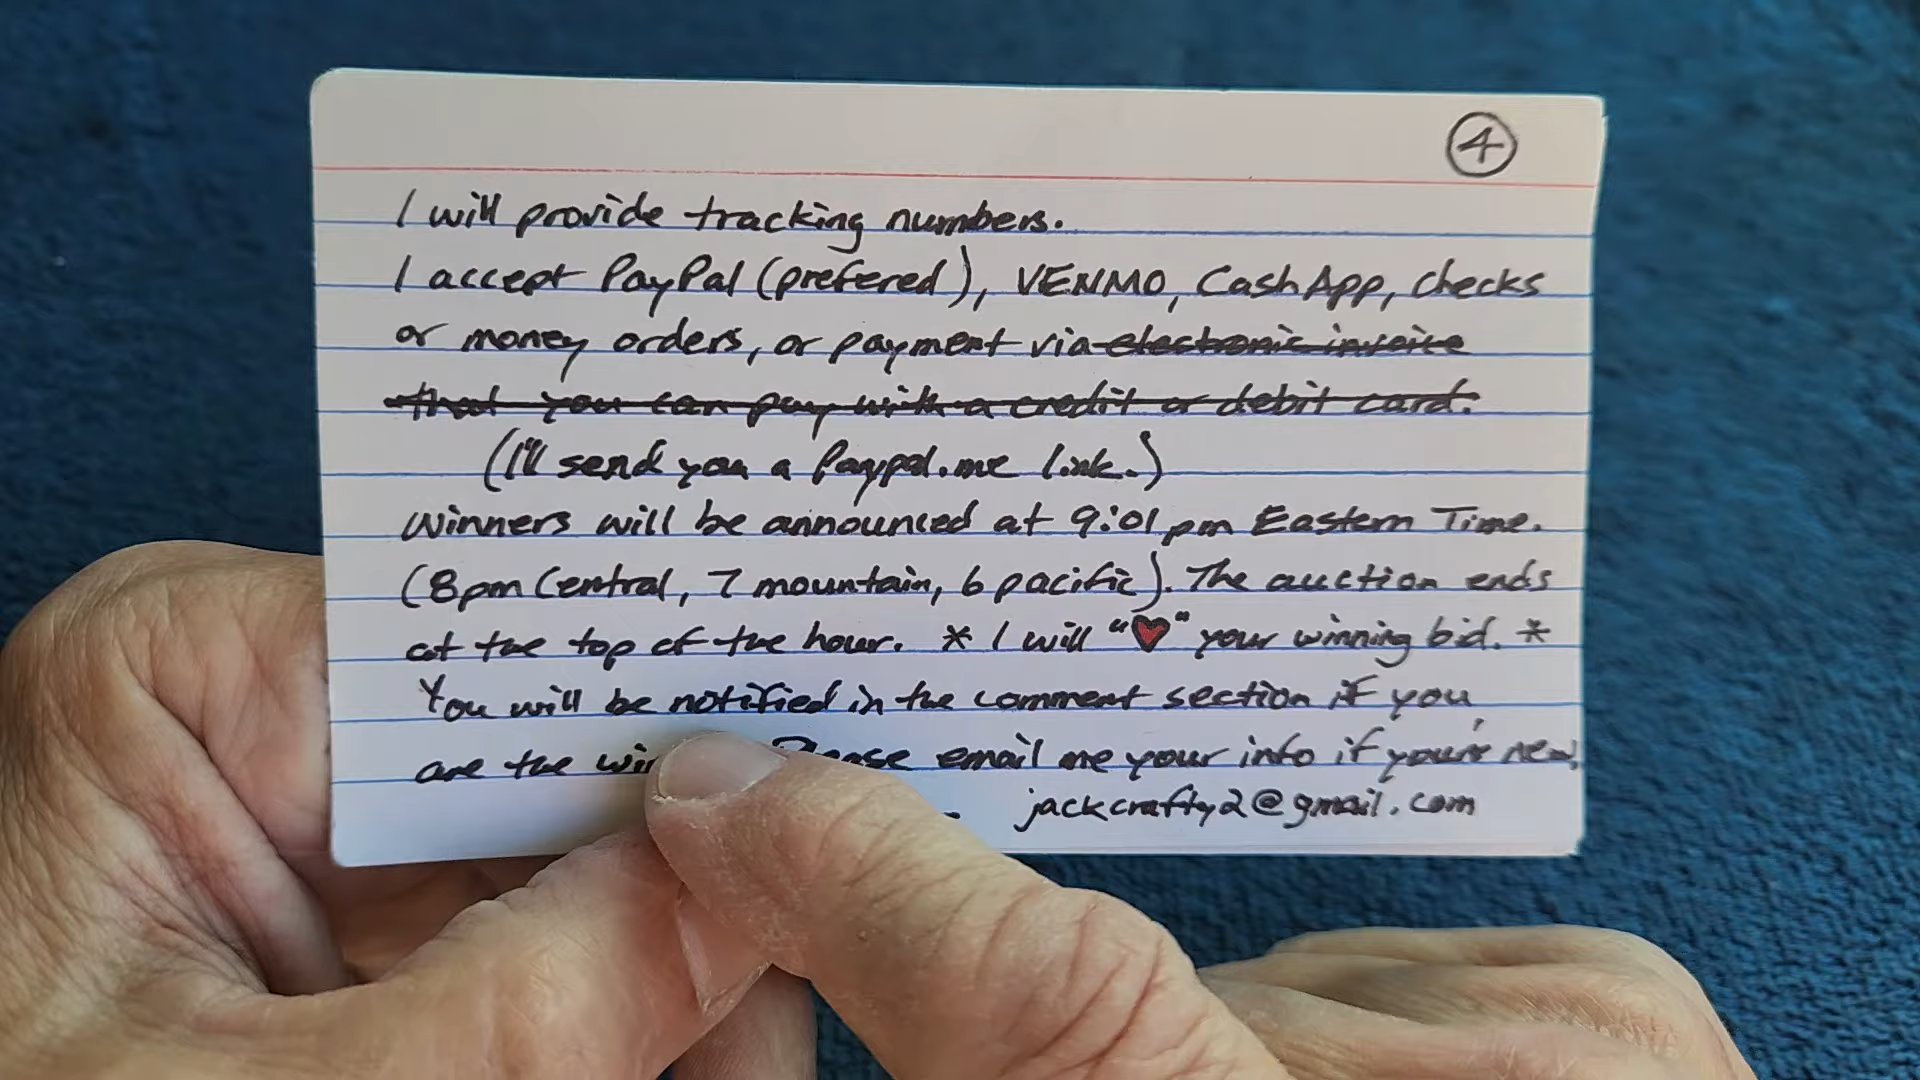 4
I will provide tracking numbers.
I accept PayPal (prefered), VENMO, CashApp, checks
or money orders, or payment via electronic invoice
that you can pay with a credit or debit card.
(I'll send you a Paypal.me link.)
Winners will be announced at 9:01 pm Eastern Time.
(8pm Central, 7 mountain, 6 pacific). The auction ends
at the top of the hour. * I will "❤" your winning bid. *
You will be notified in the comment section if you
are the email me your info if you're new,
jackcrafty2@gmail.com